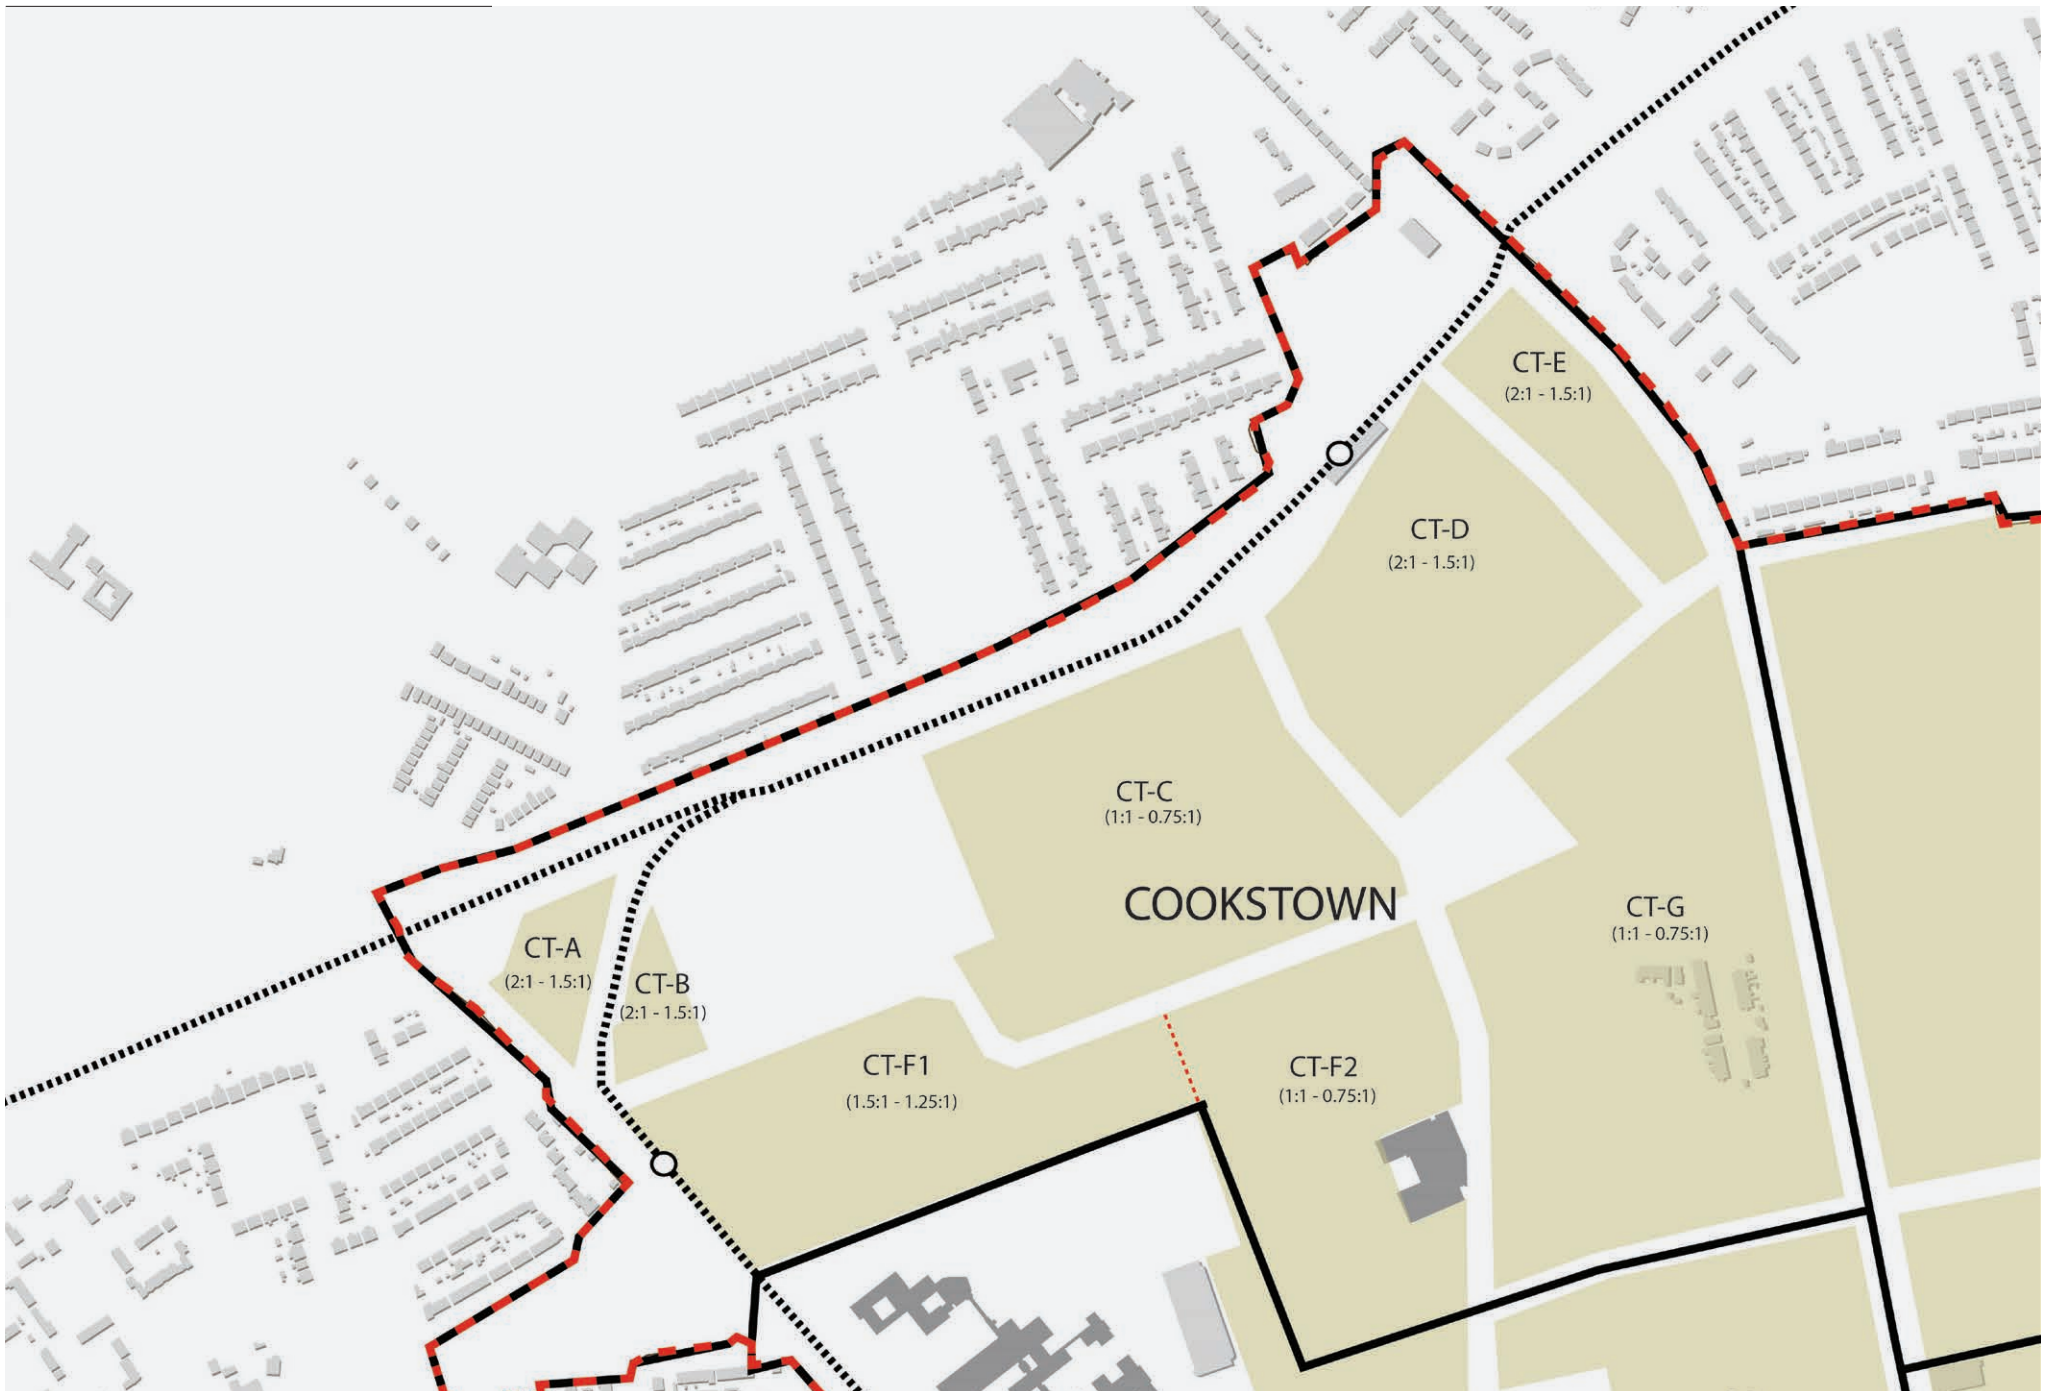 CT-E
(2:1 - 1.5:1)
CT-D
(2:1 - 1.5:1)
CT-C
(1:1 - 0.75:1)
COOKSTOWN
CT-G
(1:1 - 0.75:1)
CT-A
(2:1 - 1.5:1)
CT-B
(2:1 - 1.5:1)
CT-F1
(1.5:1 - 1.25:1)
CT-F2
(1:1 - 0.75:1)